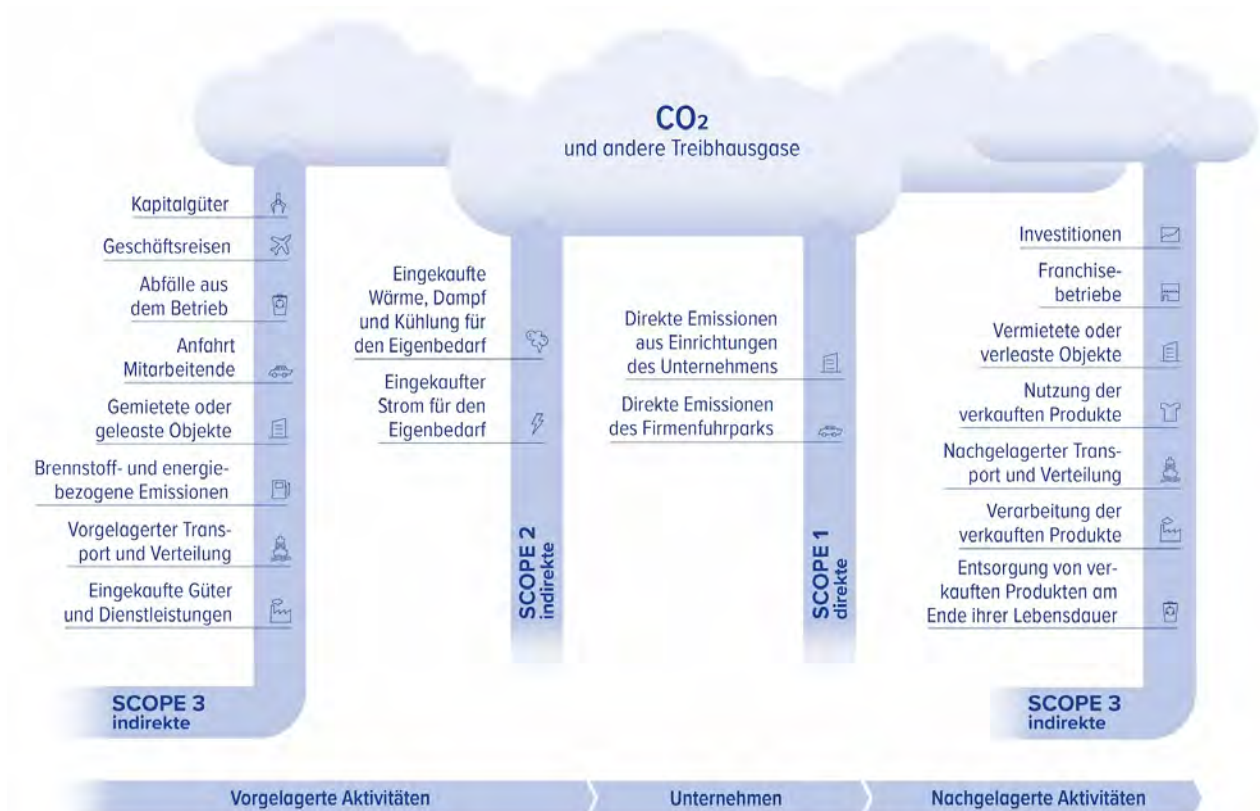 CO₂
und andere Treibhausgase
Kapitalgüter
Geschäftsreisen
Abfälle aus
dem Betrieb
Anfahrt
Mitarbeitende
Gemietete oder
geleaste Objekte
Brennstoff- und energie-
bezogene Emissionen
Vorgelagerter Trans-
port und Verteilung
Eingekaufte Güter
und Dienstleistungen
SCOPE 3
indirekte
Eingekaufte
Wärme, Dampf
und Kühlung für
den Eigenbedarf
Eingekaufter
Strom für den
Eigenbedarf
SCOPE 2
indirekte
Direkte Emissionen
aus Einrichtungen
des Unternehmens
Direkte Emissionen
des Firmenfuhrparks
SCOPE 1
direkte
Investitionen
Franchise-
betriebe
Vermietete oder
verleaste Objekte
Nutzung der
verkauften Produkte
Nachgelagerter Trans-
port und Verteilung
Verarbeitung der
verkauften Produkte
Entsorgung von ver-
kauften Produkten am
Ende ihrer Lebensdauer
SCOPE 3
indirekte
Vorgelagerte Aktivitäten
Unternehmen
Nachgelagerte Aktivitäten